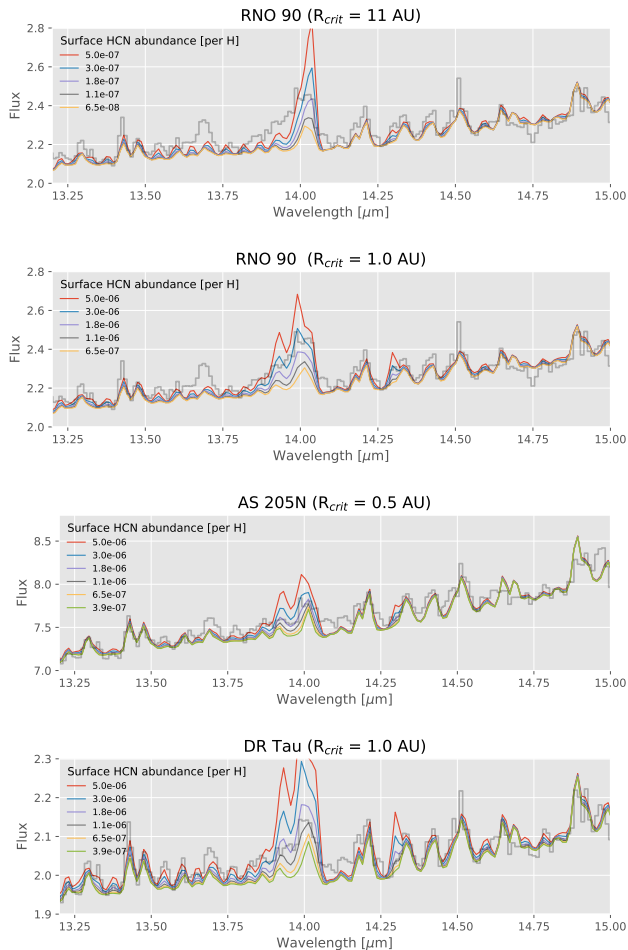 RNO 90 (R_crit = 11 AU)
Flux
2.8
2.6
2.4
2.2
2.0
Surface HCN abundance [per H]
5.0e-07
3.0e-07
1.8e-07
1.1e-07
6.5e-08
13.25 13.50 13.75 14.00 14.25 14.50 14.75 15.00
Wavelength [μm]
RNO 90 (R_crit = 1.0 AU)
Flux
2.8
2.6
2.4
2.2
2.0
Surface HCN abundance [per H]
5.0e-06
3.0e-06
1.8e-06
1.1e-06
6.5e-07
13.25 13.50 13.75 14.00 14.25 14.50 14.75 15.00
Wavelength [μm]
AS 205N (R_crit = 0.5 AU)
Flux
8.5
8.0
7.5
7.0
Surface HCN abundance [per H]
5.0e-06
3.0e-06
1.8e-06
1.1e-06
6.5e-07
3.9e-07
13.25 13.50 13.75 14.00 14.25 14.50 14.75 15.00
Wavelength [μm]
DR Tau (R_crit = 1.0 AU)
Flux
2.3
2.2
2.1
2.0
1.9
Surface HCN abundance [per H]
5.0e-06
3.0e-06
1.8e-06
1.1e-06
6.5e-07
3.9e-07
13.25 13.50 13.75 14.00 14.25 14.50 14.75 15.00
Wavelength [μm]